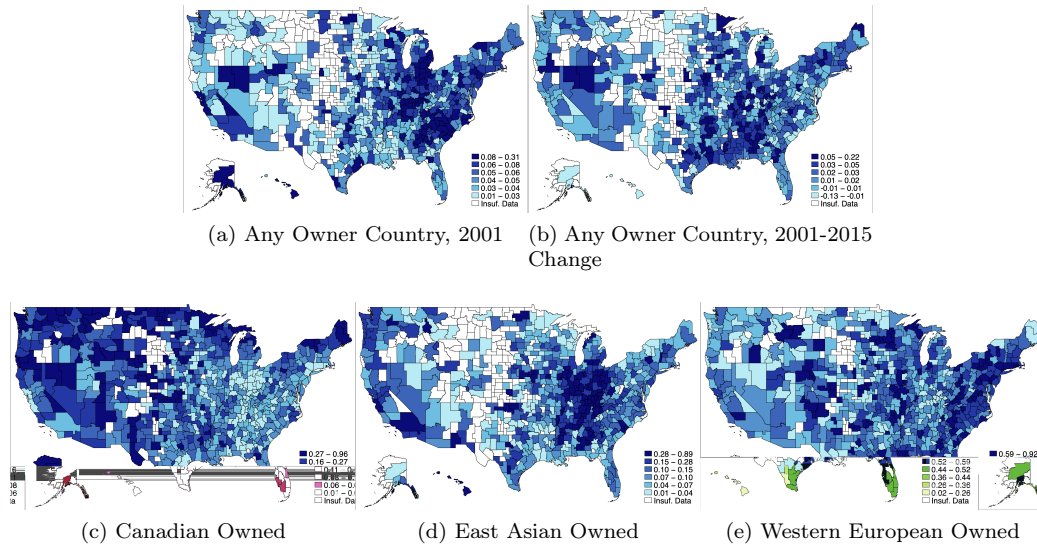 0.08 – 0.31
0.06 – 0.08
0.05 – 0.06
0.04 – 0.05
0.03 – 0.04
0.01 – 0.03
Insuf. Data
0.05 – 0.22
0.03 – 0.05
0.02 – 0.03
0.01 – 0.02
-0.01 – 0.01
-0.13 – -0.01
Insuf. Data
(a) Any Owner Country, 2001
(b) Any Owner Country, 2001-2015
Change
0.27 – 0.96
0.16 – 0.27
Insuf. Data
0.28 – 0.89
0.15 – 0.28
0.10 – 0.15
0.07 – 0.10
0.04 – 0.07
0.01 – 0.04
Insuf. Data
0.59 – 0.92
0.52 – 0.59
0.44 – 0.52
0.36 – 0.44
0.26 – 0.36
0.02 – 0.26
Insuf. Data
(c) Canadian Owned
(d) East Asian Owned
(e) Western European Owned